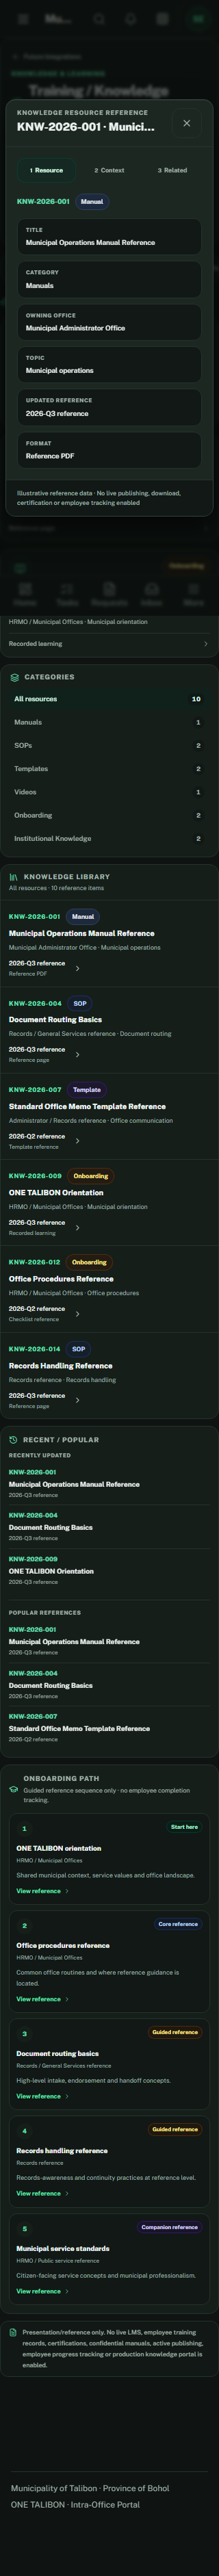 Mu...
KNOWLEDGE & LEARNING
Training / Knowledge
KNOWLEDGE RESOURCE REFERENCE
KNW-2026-001 · Munici...
1 Resource
2 Context
3 Related
KNW-2026-001 Manual
TITLE
Municipal Operations Manual Reference
CATEGORY
Manuals
OWNING OFFICE
Municipal Administrator Office
TOPIC
Municipal operations
UPDATED REFERENCE
2026-Q3 reference
FORMAT
Reference PDF
Illustrative reference data · No live publishing, download,
certification or employee tracking enabled
Onboarding
Home Tasks Requests Inbox More
HRMO / Municipal Offices · Municipal orientation
Recorded learning
CATEGORIES
All resources 10
Manuals 1
SOPs 2
Templates 2
Videos 1
Onboarding 2
Institutional Knowledge 2
KNOWLEDGE LIBRARY
All resources · 10 reference items
KNW-2026-001 Manual
Municipal Operations Manual Reference
Municipal Administrator Office · Municipal operations
2026-Q3 reference
Reference PDF
KNW-2026-004 SOP
Document Routing Basics
Records / General Services reference · Document routing
2026-Q3 reference
Reference page
KNW-2026-007 Template
Standard Office Memo Template Reference
Administrator / Records reference · Office communication
2026-Q2 reference
Template reference
KNW-2026-009 Onboarding
ONE TALIBON Orientation
HRMO / Municipal Offices · Municipal orientation
2026-Q3 reference
Recorded learning
KNW-2026-012 Onboarding
Office Procedures Reference
HRMO / Municipal Offices · Office procedures
2026-Q2 reference
Checklist reference
KNW-2026-014 SOP
Records Handling Reference
Records reference · Records handling
2026-Q3 reference
Reference page
RECENT / POPULAR
RECENTLY UPDATED
KNW-2026-001
Municipal Operations Manual Reference
2026-Q3 reference
KNW-2026-004
Document Routing Basics
2026-Q3 reference
KNW-2026-009
ONE TALIBON Orientation
2026-Q3 reference
POPULAR REFERENCES
KNW-2026-001
Municipal Operations Manual Reference
2026-Q3 reference
KNW-2026-004
Document Routing Basics
2026-Q3 reference
KNW-2026-007
Standard Office Memo Template Reference
2026-Q2 reference
ONBOARDING PATH
Guided reference sequence only · no employee completion
tracking.
1 Start here
ONE TALIBON orientation
HRMO / Municipal Offices
Shared municipal context, service values and office landscape.
View reference
2 Core reference
Office procedures reference
HRMO / Municipal Offices
Common office routines and where reference guidance is
located.
View reference
3 Guided reference
Document routing basics
Records / General Services reference
High-level intake, endorsement and handoff concepts.
View reference
4 Guided reference
Records handling reference
Records reference
Records-awareness and continuity practices at reference level.
View reference
5 Companion reference
Municipal service standards
HRMO / Public service reference
Citizen-facing service concepts and municipal professionalism.
View reference
Presentation/reference only. No live LMS, employee training
records, certifications, confidential manuals, active publishing,
employee progress tracking or production knowledge portal is
enabled.
Municipality of Talibon · Province of Bohol
ONE TALIBON · Intra-Office Portal